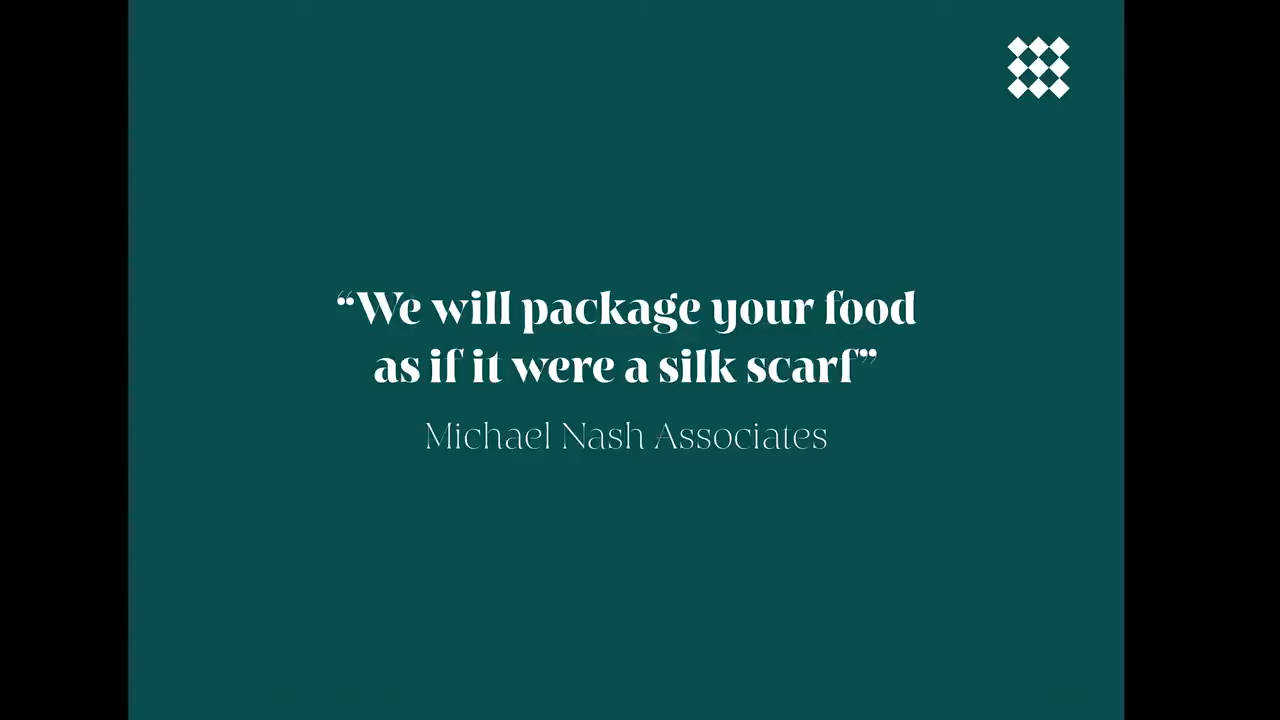 “We will package your food
as if it were a silk scarf”
Michael Nash Associates